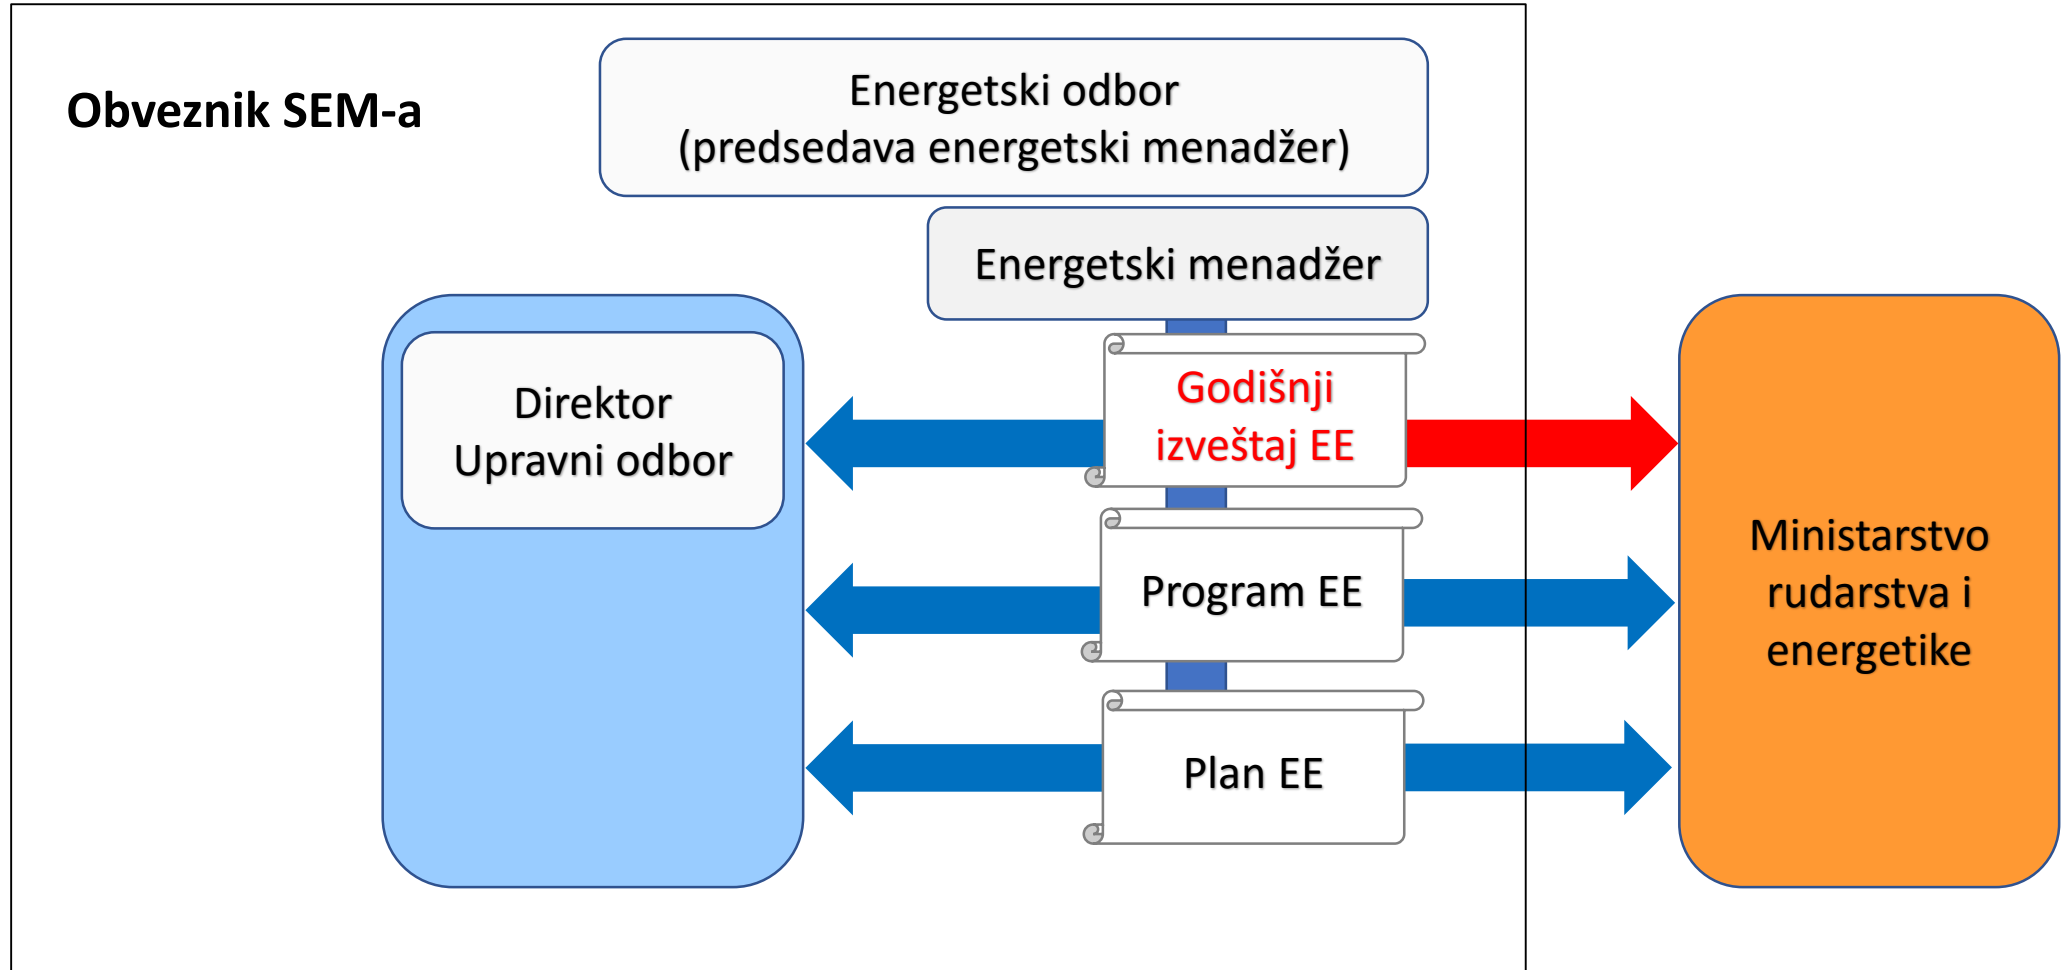 Obveznik SEM-a
Energetski odbor
(predsedava energetski menadžer)
Energetski menadžer
Direktor
Upravni odbor
Godišnji
izveštaj EE
Program EE
Plan EE
Ministarstvo
rudarstva i
energetike